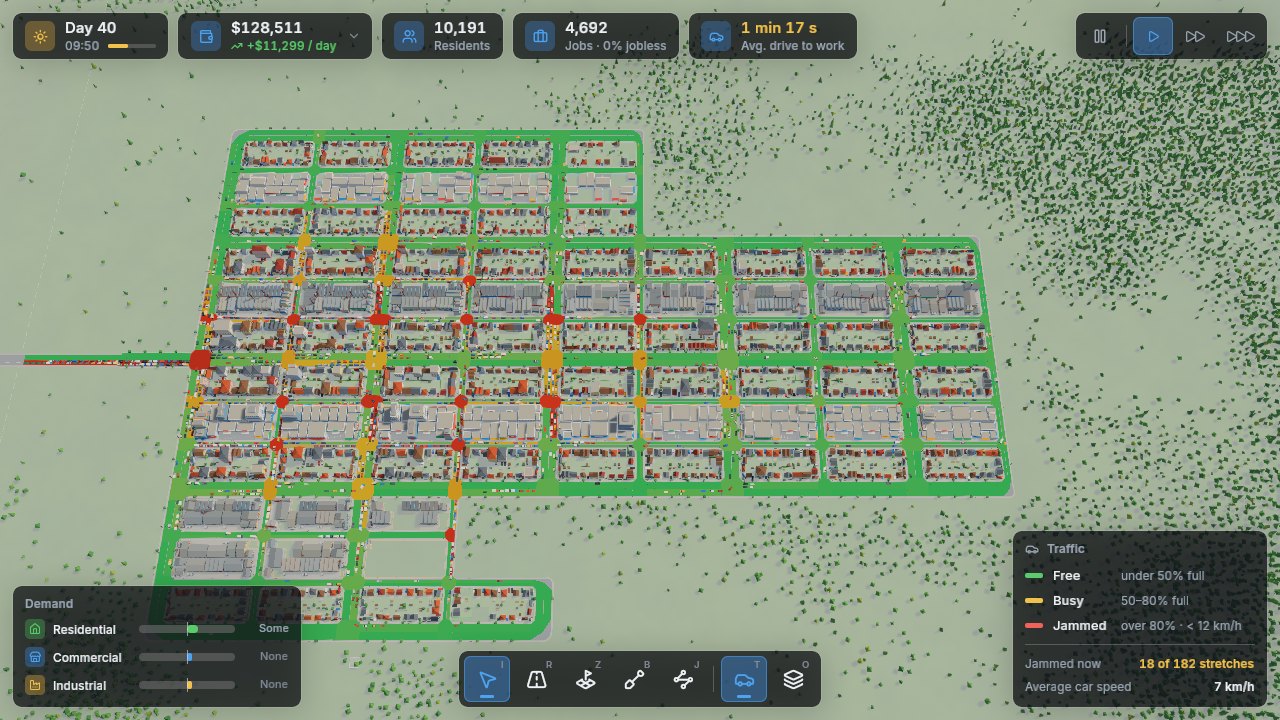 Day 40
09:50
$128,511
+$11,299 / day
10,191
Residents
4,692
Jobs · 0% jobless
1 min 17 s
Avg. drive to work
Demand
Residential Some
Commercial None
Industrial None
I R Z B J T O
Traffic
Free under 50% full
Busy 50–80% full
Jammed over 80% · < 12 km/h
Jammed now 18 of 182 stretches
Average car speed 7 km/h